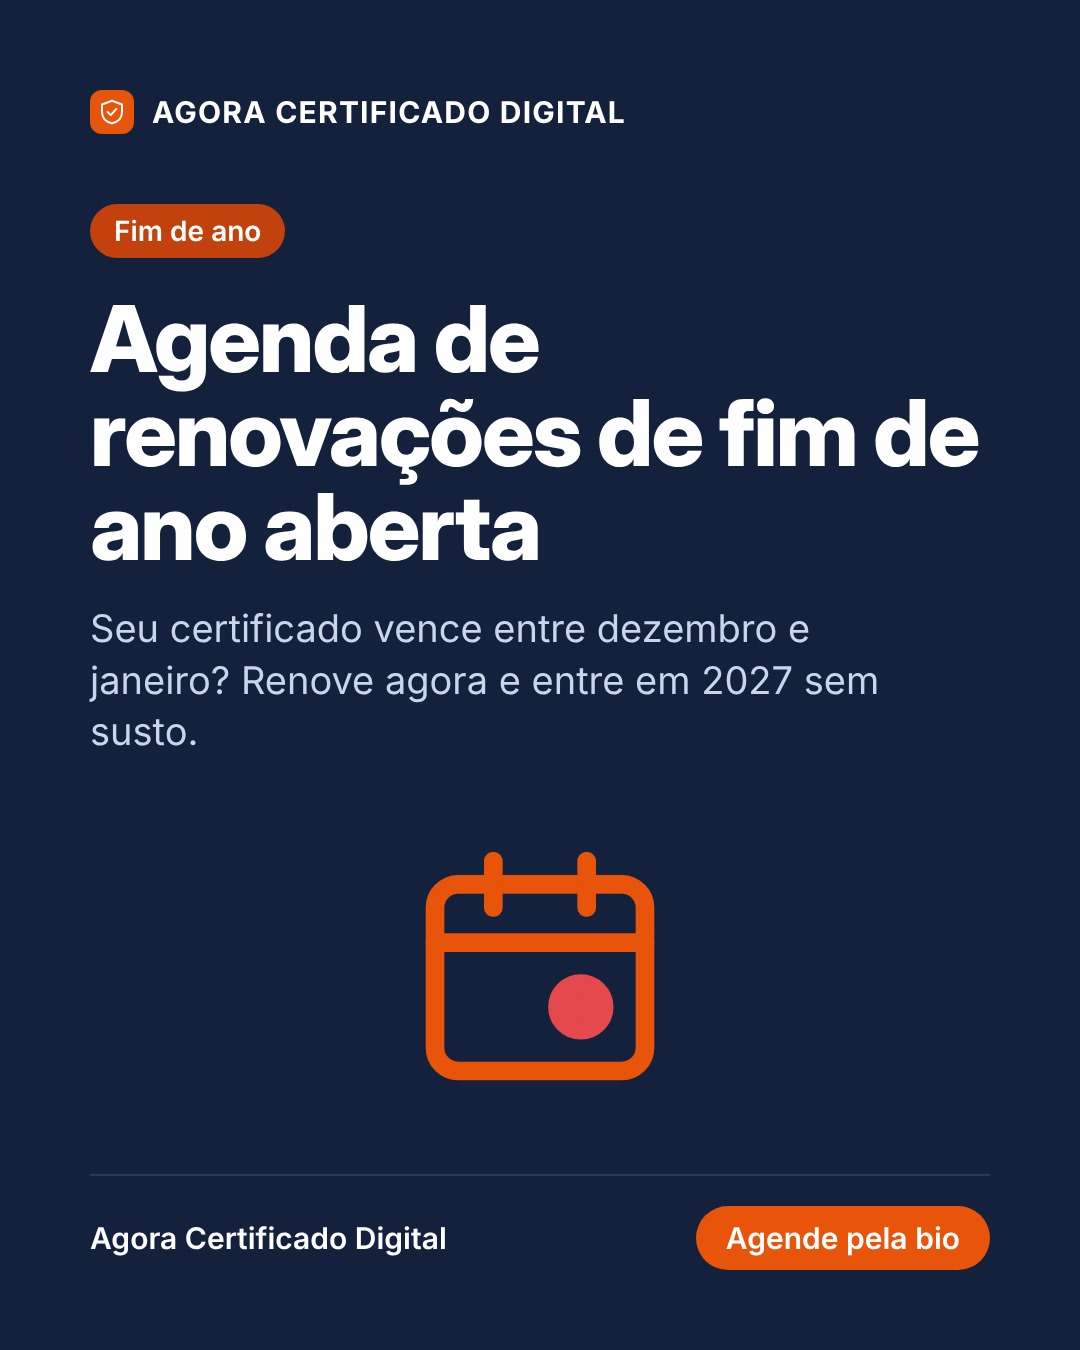 AGORA CERTIFICADO DIGITAL
Fim de ano
Agenda de
renovações de fim de
ano aberta
Seu certificado vence entre dezembro e
janeiro? Renove agora e entre em 2027 sem
susto.
Agora Certificado Digital
Agende pela bio